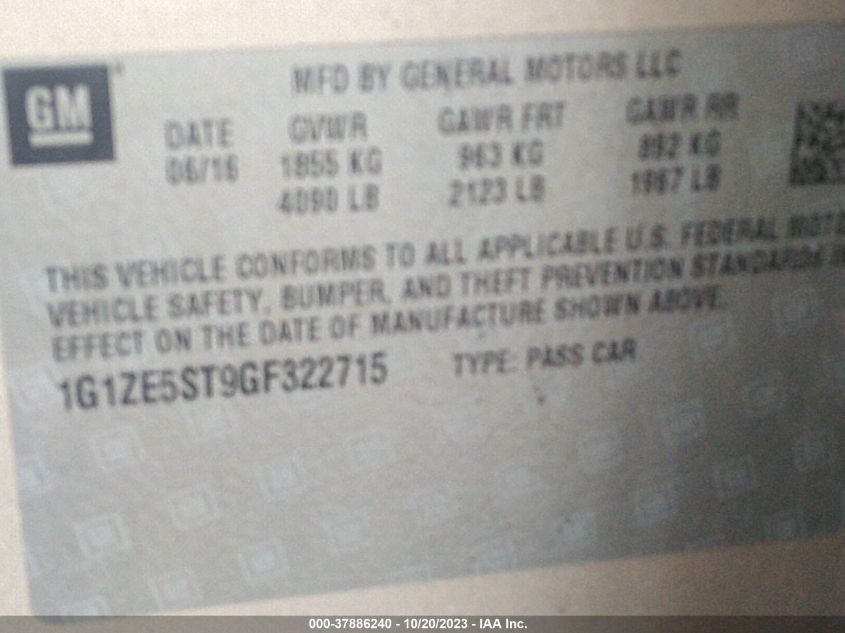 GM
MFD BY GENERAL MOTORS LLC
DATE GVWR GAWR FRT GAWR RR
06/16 1855 KG 963 KG 892 KG
4090 LB 2123 LB 1967 LB
THIS VEHICLE CONFORMS TO ALL APPLICABLE U.S. FEDERAL MOTO
VEHICLE SAFETY, BUMPER, AND THEFT PREVENTION STANDARDS IN
EFFECT ON THE DATE OF MANUFACTURE SHOWN ABOVE.
1G1ZE5ST9GF322715 TYPE: PASS CAR
000-37886240 - 10/20/2023 - IAA Inc.